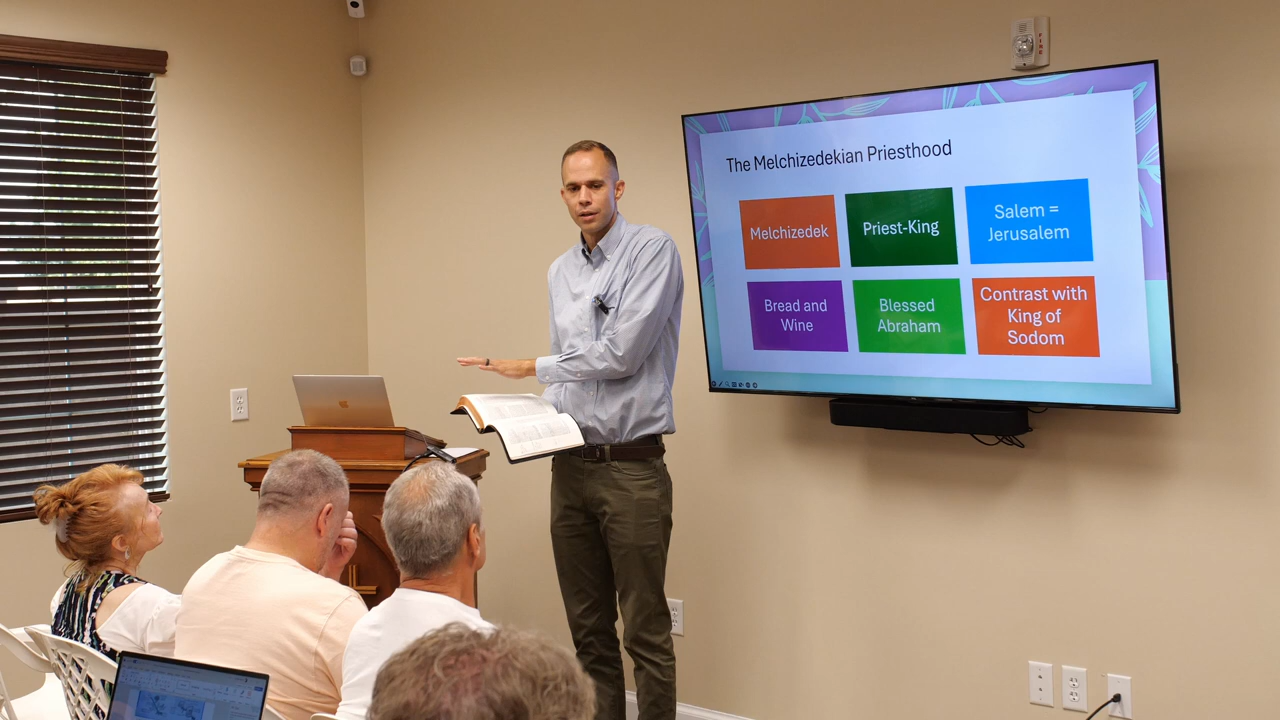 The Melchizedekian Priesthood
Melchizedek
Priest-King
Salem =
Jerusalem
Bread and
Wine
Blessed
Abraham
Contrast with
King of
Sodom
FIRE